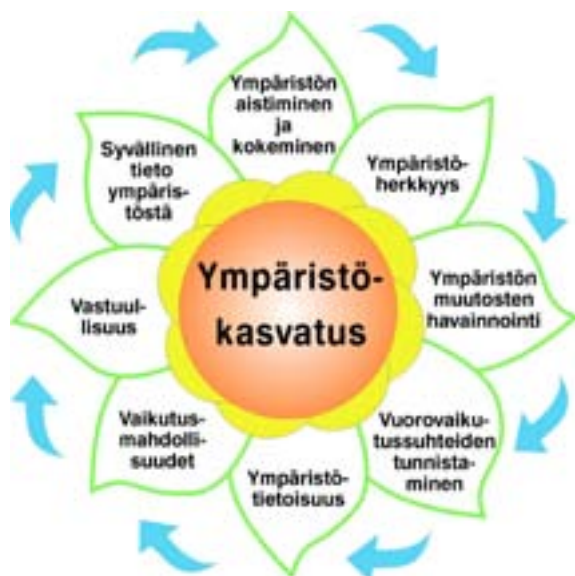 Ympäristö-
kasvatus
Ympäristön
aistiminen
ja
kokeminen
Ympäristö-
herkkyys
Ympäristön
muutosten
havainnointi
Vuorovaiku-
tussuhteiden
tunnista-
minen
Ympäristö-
tietoisuus
Vaikutus-
mahdolli-
suudet
Vastuul-
lisuus
Syvällinen
tieto
ympäris-
töstä